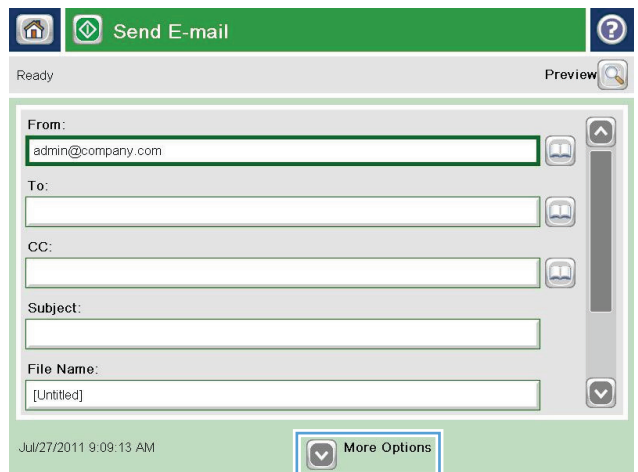 Send E-mail
?
Ready
Preview
From:
admin@company.com
To:
CC:
Subject:
File Name:
[Untitled]
Jul/27/2011 9:09:13 AM
More Options